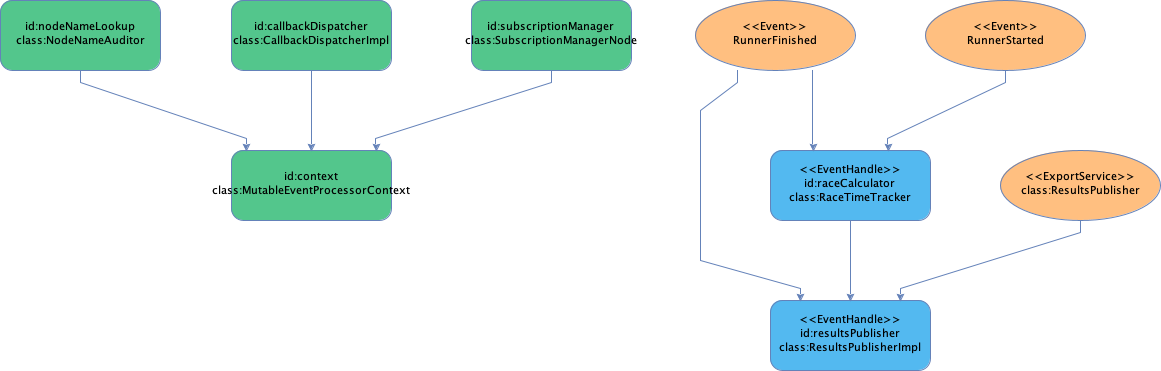 id:nodeNameLookup
class:NodeNameAuditor
id:callbackDispatcher
class:CallbackDispatcherImpl
id:subscriptionManager
class:SubscriptionManagerNode
<<Event>>
RunnerFinished
<<Event>>
RunnerStarted
id:context
class:MutableEventProcessorContext
<<EventHandle>>
id:raceCalculator
class:RaceTimeTracker
<<ExportService>>
class:ResultsPublisher
<<EventHandle>>
id:resultsPublisher
class:ResultsPublisherImpl